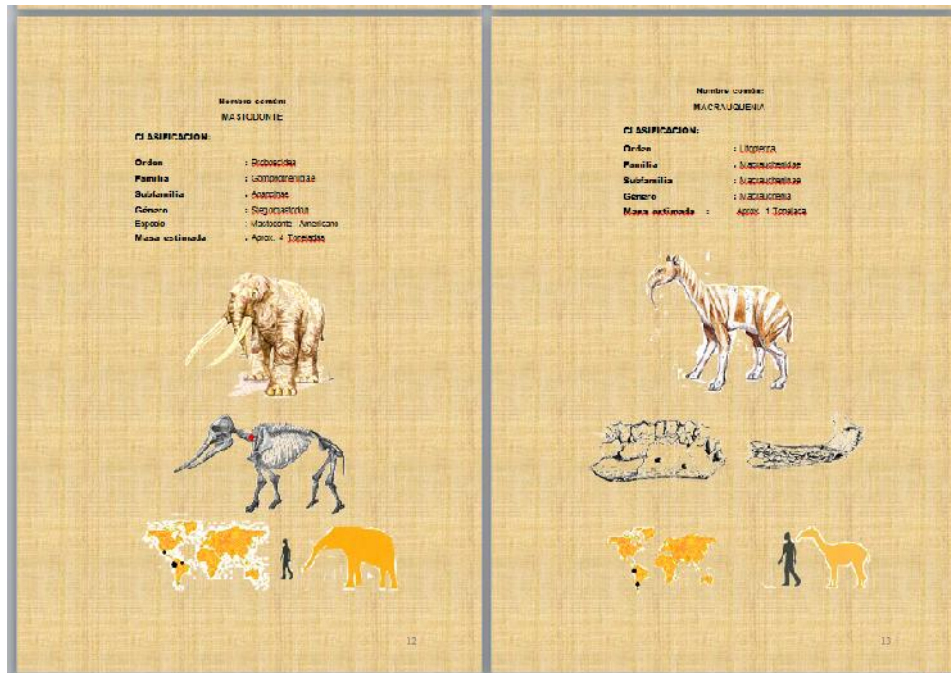 Nombre común:
MASTODONTE
CLASIFICACION:
Orden : Proboscidea
Familia : Gomphotheriidae
Subfamilia : Anancinae
Género : Stegomastodon
Especie : Mastodonte Americano
Masa estimada : Aprox. 4 Toneladas
12
Nombre común:
MACRAUQUENIA
CLASIFICACION:
Orden : Litopterna
Familia : Macraucheniidae
Subfamilia : Macraucheniinae
Género : Macrauchenia
Masa estimada : Aprox. 1 Tonelada
13